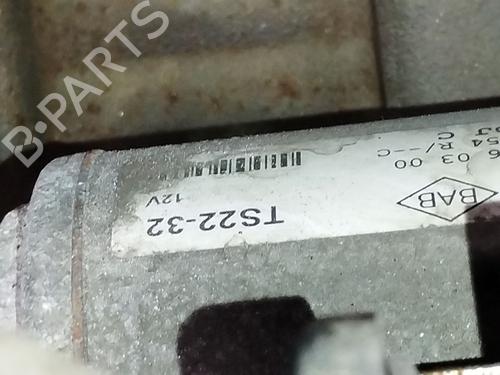 B-PARTS
6 03 00
54 R/--C
C
BAB
TS22-32
12V